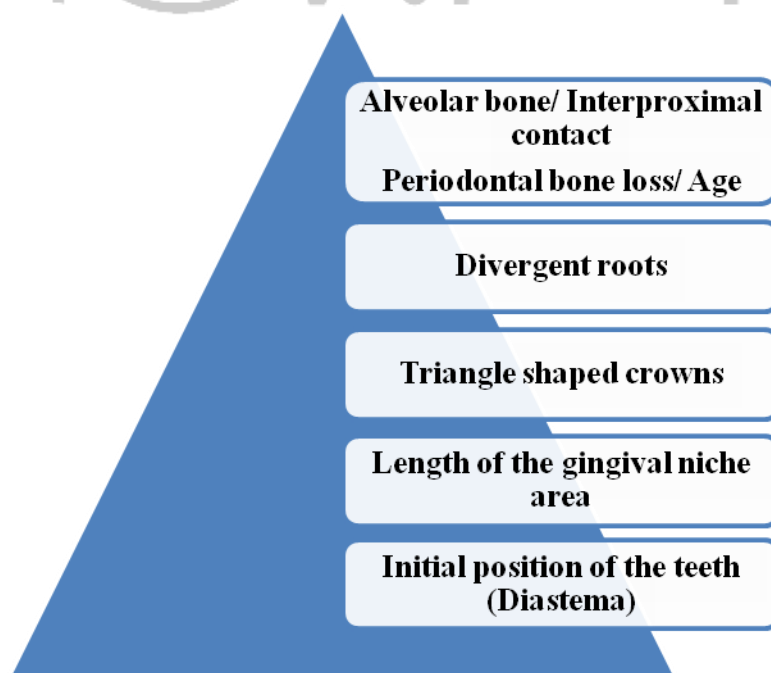 Alveolar bone/ Interproximal
contact
Periodontal bone loss/ Age
Divergent roots
Triangle shaped crowns
Length of the gingival niche
area
Initial position of the teeth
(Diastema)